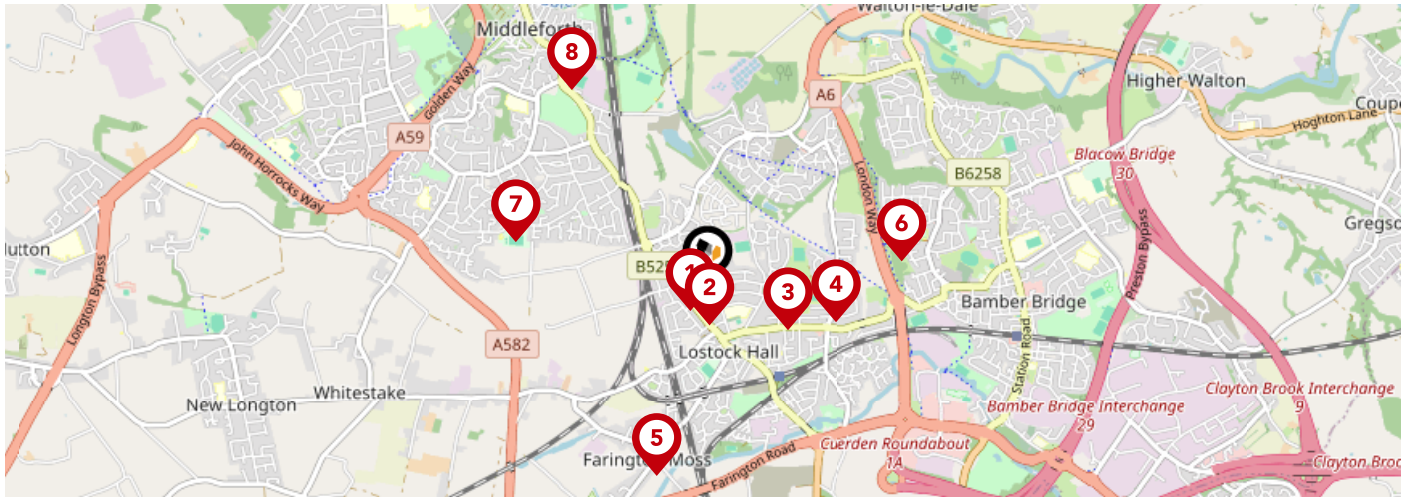 Walton-le-Dale
Middleforth
8
Higher Walton
A6
Coupe
Hoghton Lane
Golden Way
A59
John Horrocks Way
Blacow Bridge
30
London Way
B6258
7
6
Gregso
Hutton
B525
1
2
3
4
Longton Bypass
Preston Bypass
Bamber Bridge
A582
Lostock Hall
Station Road
Whitestake
New Longton
Clayton Brook Interchange
9
Bamber Bridge Interchange
29
5
Farington Moss
Farington Road
Cuerden Roundabout
1A
Clayton Broo